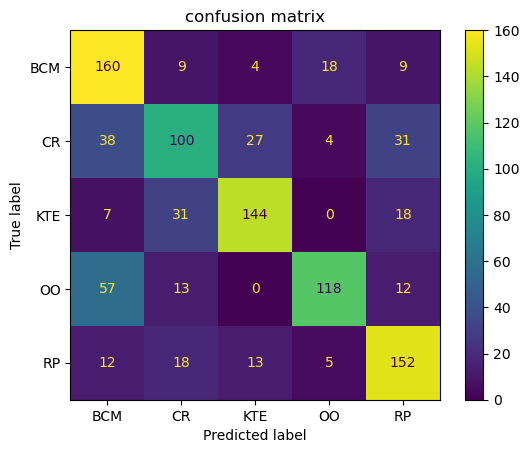 confusion matrix
BCM 160 9 4 18 9
CR 38 100 27 4 31
KTE 7 31 144 0 18
OO 57 13 0 118 12
RP 12 18 13 5 152
BCM CR KTE OO RP
Predicted label
True label
160
140
120
100
80
60
40
20
0